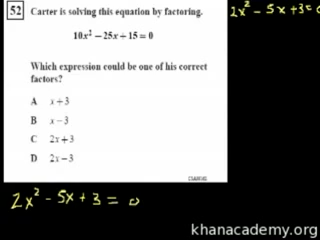 52 Carter is solving this equation by factoring.
10x² − 25x + 15 = 0
Which expression could be one of his correct
factors?
A x + 3
B x − 3
C 2x + 3
D 2x − 3
2x² − 5x + 3 =
2x² − 5x + 3 = 0
khanacademy.org